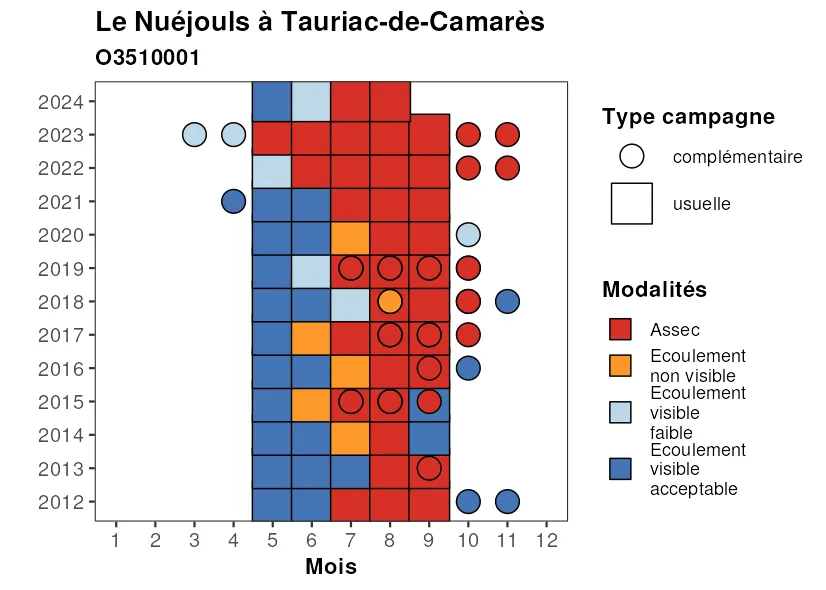 Le Nuéjouls à Tauriac-de-Camarès
O3510001
2024
2023
2022
2021
2020
2019
2018
2017
2016
2015
2014
2013
2012
1 2 3 4 5 6 7 8 9 10 11 12
Mois
Type campagne
complémentaire
usuelle
Modalités
Assec
Ecoulement
non visible
Ecoulement
visible
faible
Ecoulement
visible
acceptable